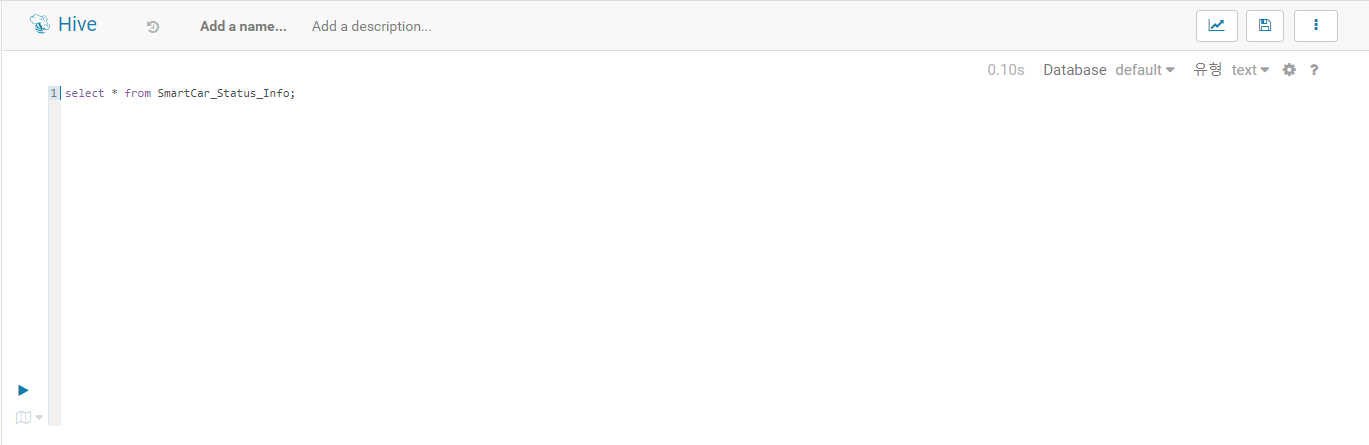 Hive Add a name... Add a description...
0.10s Database default 유형 text ?
1 select * from SmartCar_Status_Info;